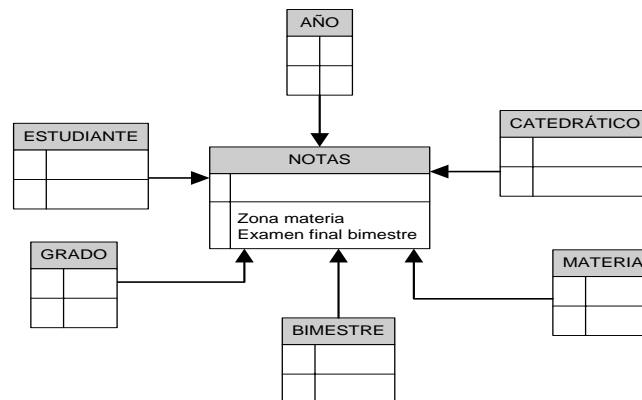 AÑO
ESTUDIANTE
CATEDRÁTICO
NOTAS
Zona materia
Examen final bimestre
GRADO
MATERIA
BIMESTRE